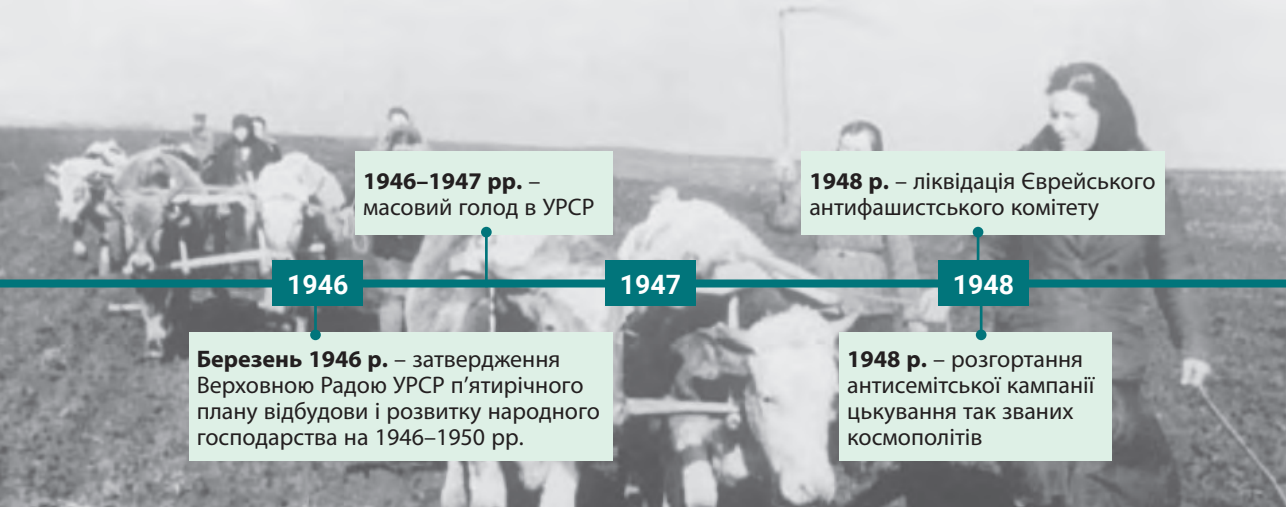 1946–1947 рр. –
масовий голод в УРСР
1948 р. – ліквідація Єврейського
антифашистського комітету
1946
1947
1948
Березень 1946 р. – затвердження
Верховною Радою УРСР п’ятирічного
плану відбудови і розвитку народного
господарства на 1946–1950 рр.
1948 р. – розгортання
антисемітської кампанії
цькування так званих
космополітів